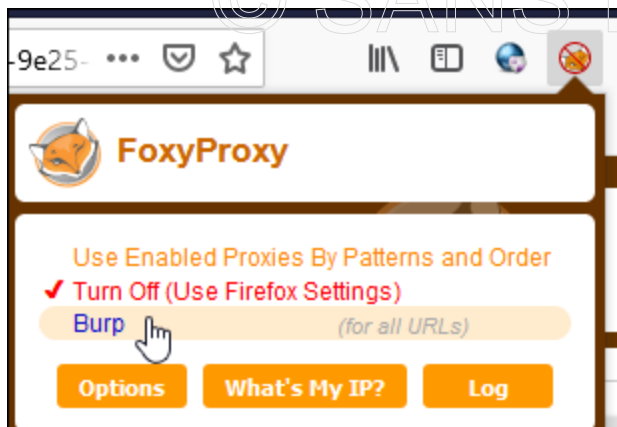 © SANS
-9e25-
FoxyProxy
Use Enabled Proxies By Patterns and Order
✔ Turn Off (Use Firefox Settings)
Burp (for all URLs)
Options What's My IP? Log